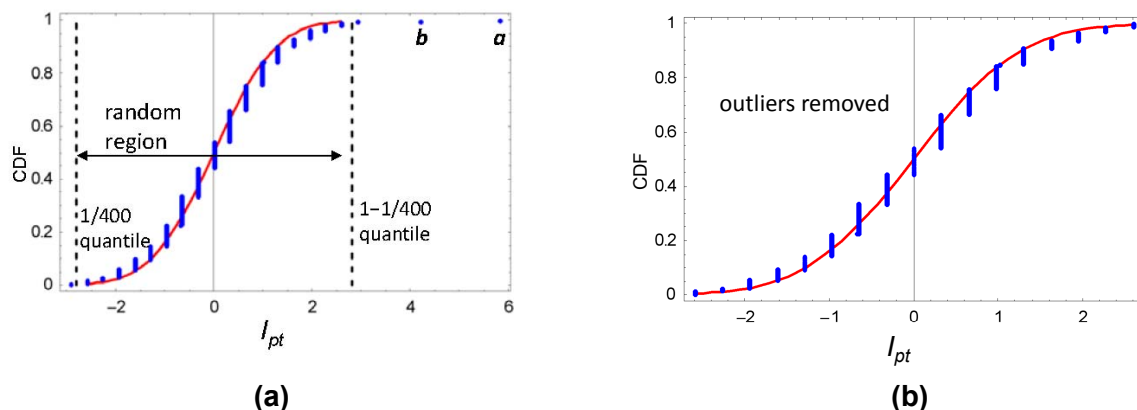 1
0.8
0.6
0.4
0.2
0
CDF
random
region
1/400
quantile
1−1/400
quantile
b
a
−2
0
2
4
6
I_pt
(a)
1
0.8
0.6
0.4
0.2
0
CDF
outliers removed
−2
−1
0
1
2
I_pt
(b)